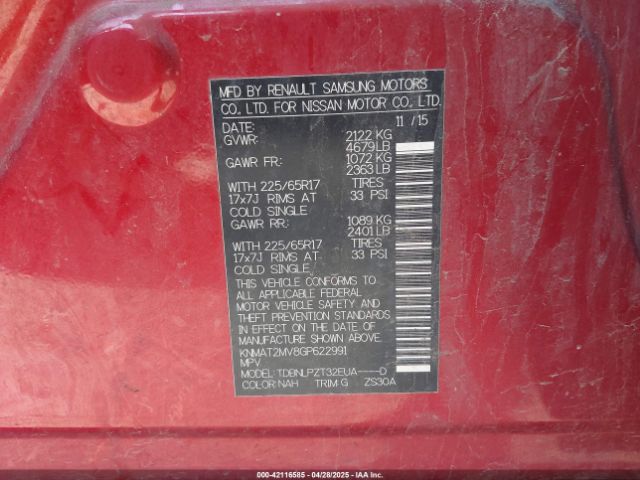 MFD BY RENAULT SAMSUNG MOTORS
CO., LTD. FOR NISSAN MOTOR CO., LTD.
DATE: 11 / 15
GVWR: 2122 KG
4679 LB
GAWR FR: 1072 KG
2363 LB
WITH 225/65R17 TIRES
17x7J RIMS AT 33 PSI
COLD SINGLE
GAWR RR: 1089 KG
2401 LB
WITH 225/65R17 TIRES
17x7J RIMS AT 33 PSI
COLD SINGLE
THIS VEHICLE CONFORMS TO
ALL APPLICABLE FEDERAL
MOTOR VEHICLE SAFETY AND
THEFT PREVENTION STANDARDS
IN EFFECT ON THE DATE OF
MANUFACTURE SHOWN ABOVE.
KNMAT2MV8GP622991
MPV
MODEL: TDBNLPZT32EUA----D
COLOR:NAH TRIM:G ZS30A
000-42116585 - 04/28/2025 - IAAI.COM